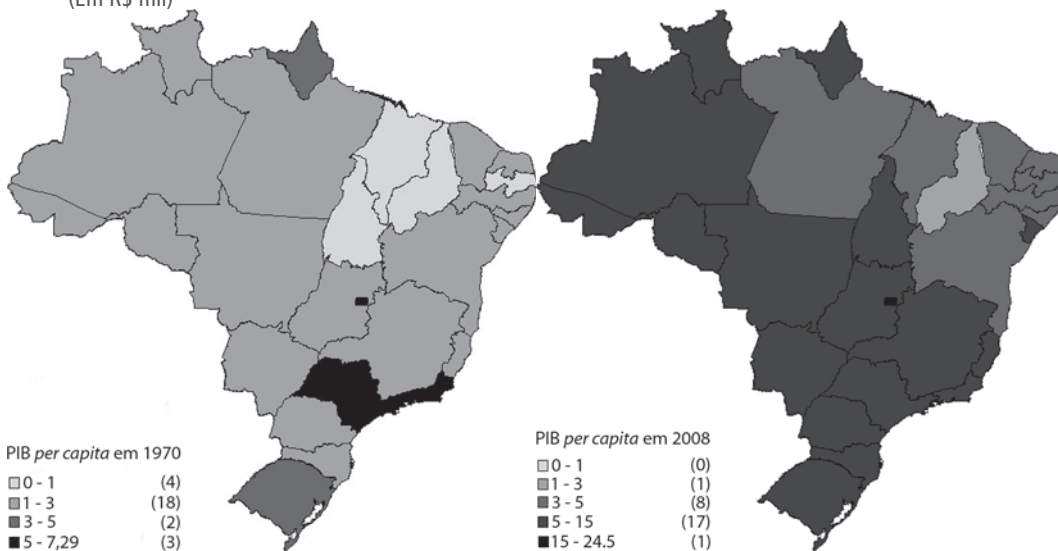 (Em R$ mil)
PIB per capita em 1970
0 - 1 (4)
1 - 3 (18)
3 - 5 (2)
5 - 7,29 (3)
PIB per capita em 2008
0 - 1 (0)
1 - 3 (1)
3 - 5 (8)
5 - 15 (17)
15 - 24.5 (1)